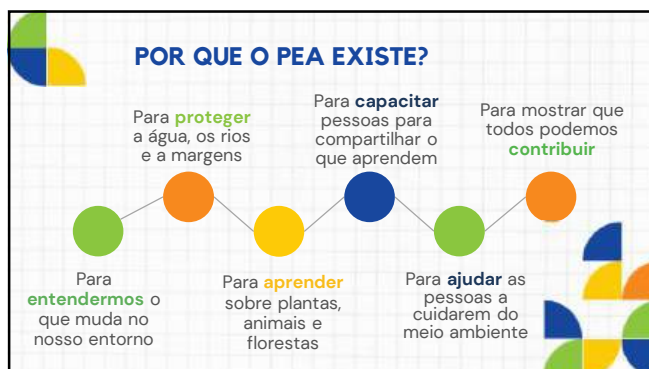 POR QUE O PEA EXISTE?
Para
entendermos o
que muda no
nosso entorno
Para proteger
a água, os rios
e a margens
Para aprender
sobre plantas,
animais e
florestas
Para capacitar
pessoas para
compartilhar o
que aprendem
Para ajudar as
pessoas a
cuidarem do
meio ambiente
Para mostrar que
todos podemos
contribuir